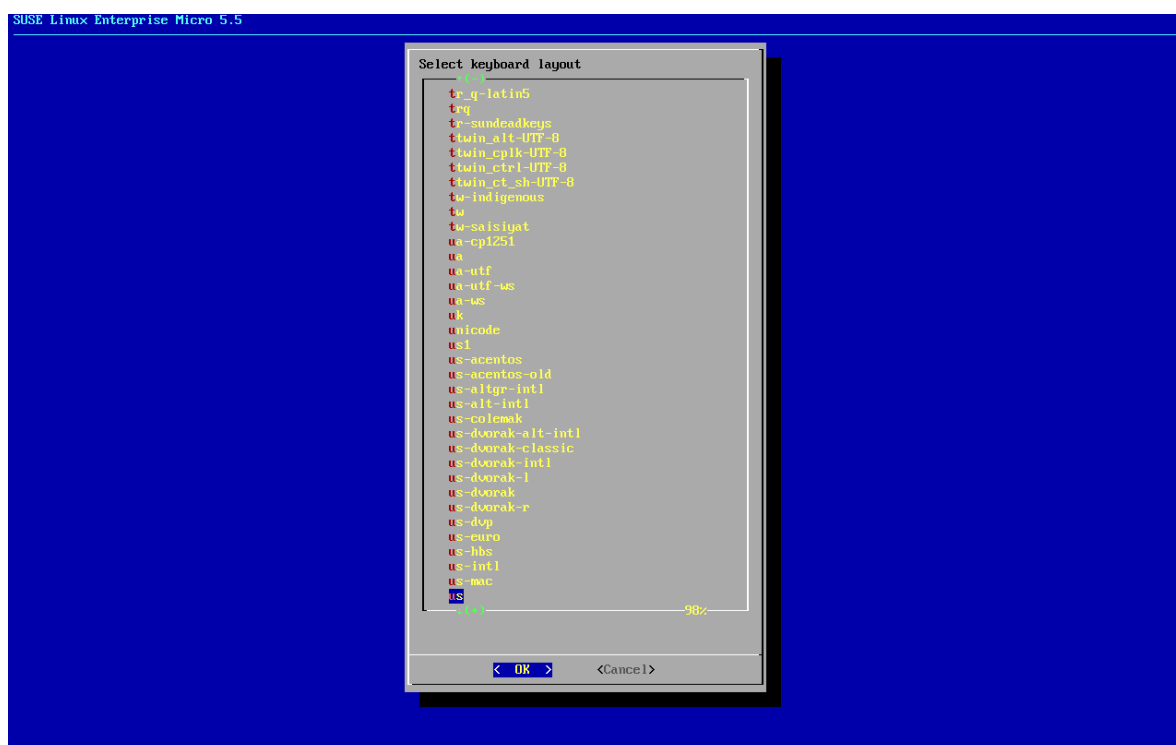 SUSE Linux Enterprise Micro 5.5
Select keyboard layout
↑(-)
tr_q-latin5
trq
tr-sundeadkeys
ttwin_alt-UTF-8
ttwin_cplk-UTF-8
ttwin_ctrl-UTF-8
ttwin_ct_sh-UTF-8
tw-indigenous
tw
tw-saisiyat
ua-cp1251
ua
ua-utf
ua-utf-ws
ua-ws
uk
unicode
us1
us-acentos
us-acentos-old
us-altgr-intl
us-alt-intl
us-colemak
us-dvorak-alt-intl
us-dvorak-classic
us-dvorak-intl
us-dvorak-l
us-dvorak
us-dvorak-r
us-dvp
us-euro
us-hbs
us-intl
us-mac
us
↓(+) 98%
< OK > <Cancel>